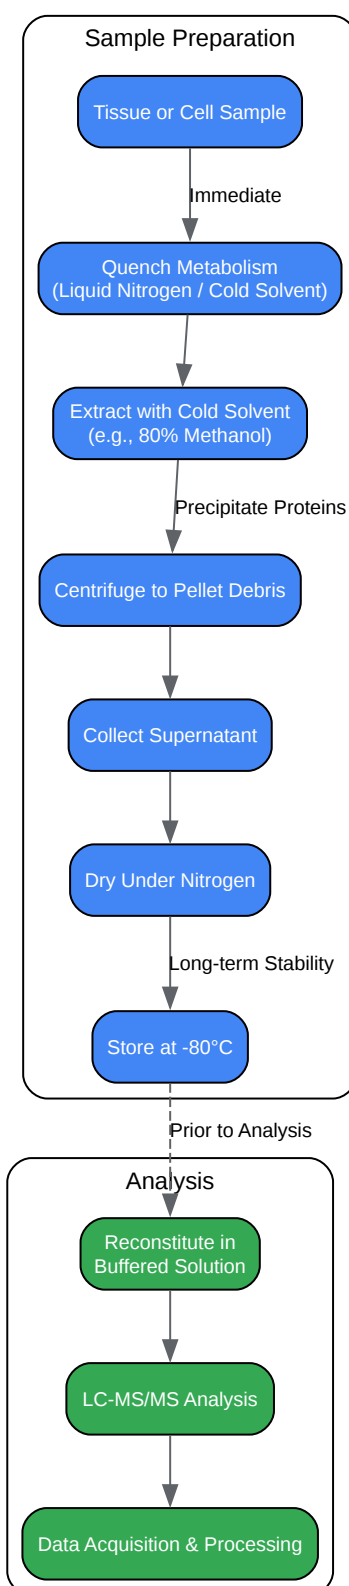 Sample Preparation
Tissue or Cell Sample
Immediate
Quench Metabolism
(Liquid Nitrogen / Cold Solvent)
Extract with Cold Solvent
(e.g., 80% Methanol)
Precipitate Proteins
Centrifuge to Pellet Debris
Collect Supernatant
Dry Under Nitrogen
Long-term Stability
Store at -80°C
Prior to Analysis
Analysis
Reconstitute in
Buffered Solution
LC-MS/MS Analysis
Data Acquisition & Processing